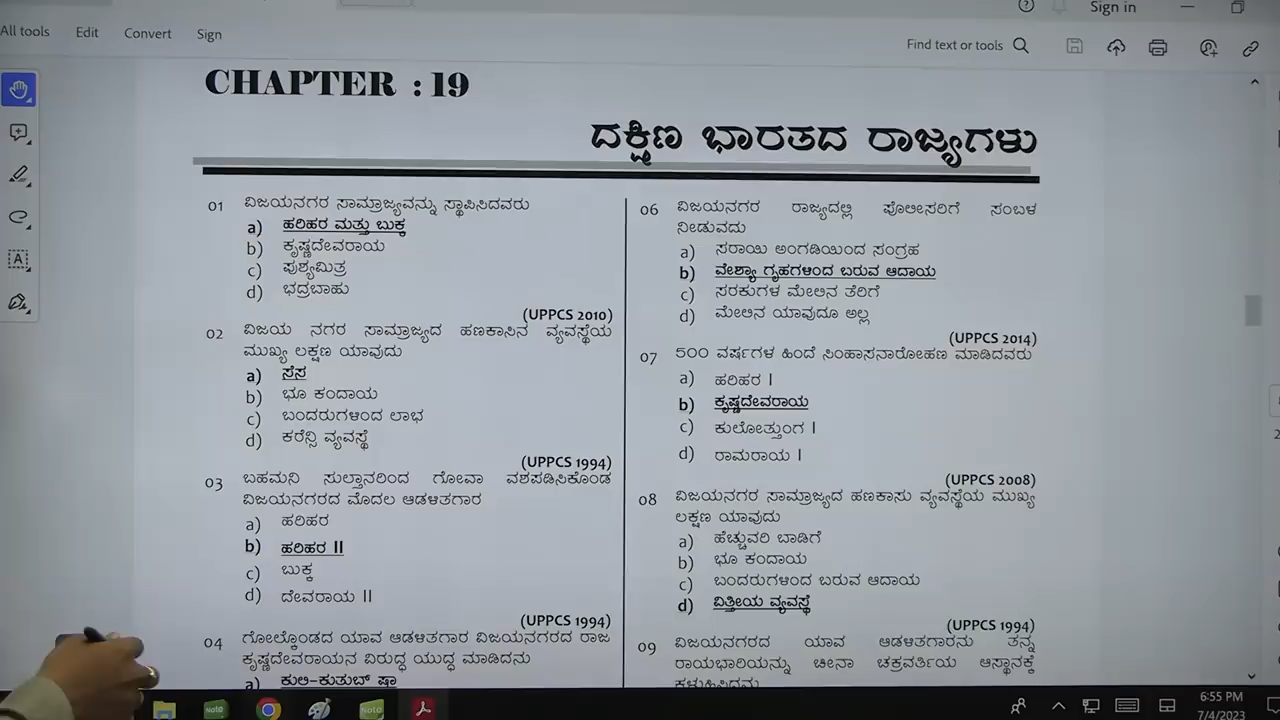 Sign in
All tools
Edit
Convert
Sign
Find text or tools
CHAPTER : 19
ದಕ್ಷಿಣ ಭಾರತದ ರಾಜ್ಯಗಳು
01 ವಿಜಯನಗರ ಸಾಮ್ರಾಜ್ಯವನ್ನು ಸ್ಥಾಪಿಸಿದವರು
a) ಹರಿಹರ ಮತ್ತು ಬುಕ್ಕ
b) ಕೃಷ್ಣದೇವರಾಯ
c) ಪುಶ್ಯಮಿತ್ರ
d) ಭದ್ರಬಾಹು
(UPPCS 2010)
02 ವಿಜಯ ನಗರ ಸಾಮ್ರಾಜ್ಯದ ಹಣಕಾಸಿನ ವ್ಯವಸ್ಥೆಯ
ಮುಖ್ಯ ಲಕ್ಷಣ ಯಾವುದು
a) ಸೆಸ
b) ಭೂ ಕಂದಾಯ
c) ಬಂದರುಗಳಿಂದ ಲಾಭ
d) ಕರೆನ್ಸಿ ವ್ಯವಸ್ಥೆ
(UPPCS 1994)
03 ಬಹಮನಿ ಸುಲ್ತಾನರಿಂದ ಗೋವಾ ವಶಪಡಿಸಿಕೊಂಡ
ವಿಜಯನಗರದ ಮೊದಲ ಆಡಳಿತಗಾರ
a) ಹರಿಹರ
b) ಹರಿಹರ II
c) ಬುಕ್ಕ
d) ದೇವರಾಯ II
(UPPCS 1994)
04 ಗೋಲ್ಕೊಂಡದ ಯಾವ ಆಡಳಿತಗಾರ ವಿಜಯನಗರದ ರಾಜ
ಕೃಷ್ಣದೇವರಾಯನ ವಿರುದ್ಧ ಯುದ್ಧ ಮಾಡಿದನು
a) ಕುಲಿ-ಕುತುಬ್ ಷಾ
06 ವಿಜಯನಗರ ರಾಜ್ಯದಲ್ಲಿ ಪೊಲೀಸರಿಗೆ ಸಂಬಳ
ನೀಡುವದು
a) ಸರಾಯಿ ಅಂಗಡಿಯಿಂದ ಸಂಗ್ರಹ
b) ವೇಶ್ಯಾ ಗೃಹಗಳಿಂದ ಬರುವ ಆದಾಯ
c) ಸರಕುಗಳ ಮೇಲಿನ ತೆರಿಗೆ
d) ಮೇಲಿನ ಯಾವುದೂ ಅಲ್ಲ
(UPPCS 2014)
07 500 ವರ್ಷಗಳ ಹಿಂದೆ ಸಿಂಹಾಸನಾರೋಹಣ ಮಾಡಿದವರು
a) ಹರಿಹರ I
b) ಕೃಷ್ಣದೇವರಾಯ
c) ಕುಲೋತ್ತುಂಗ I
d) ರಾಮರಾಯ I
(UPPCS 2008)
08 ವಿಜಯನಗರ ಸಾಮ್ರಾಜ್ಯದ ಹಣಕಾಸು ವ್ಯವಸ್ಥೆಯ ಮುಖ್ಯ
ಲಕ್ಷಣ ಯಾವುದು
a) ಹೆಚ್ಚುವರಿ ಬಾಡಿಗೆ
b) ಭೂ ಕಂದಾಯ
c) ಬಂದರುಗಳಿಂದ ಬರುವ ಆದಾಯ
d) ವಿತ್ತೀಯ ವ್ಯವಸ್ಥೆ
(UPPCS 1994)
09 ವಿಜಯನಗರದ ಯಾವ ಆಡಳಿತಗಾರನು ತನ್ನ
ರಾಯಭಾರಿಯನ್ನು ಚೀನಾ ಚಕ್ರವರ್ತಿಯ ಆಸ್ಥಾನಕ್ಕೆ
6:55 PM
7/4/2023